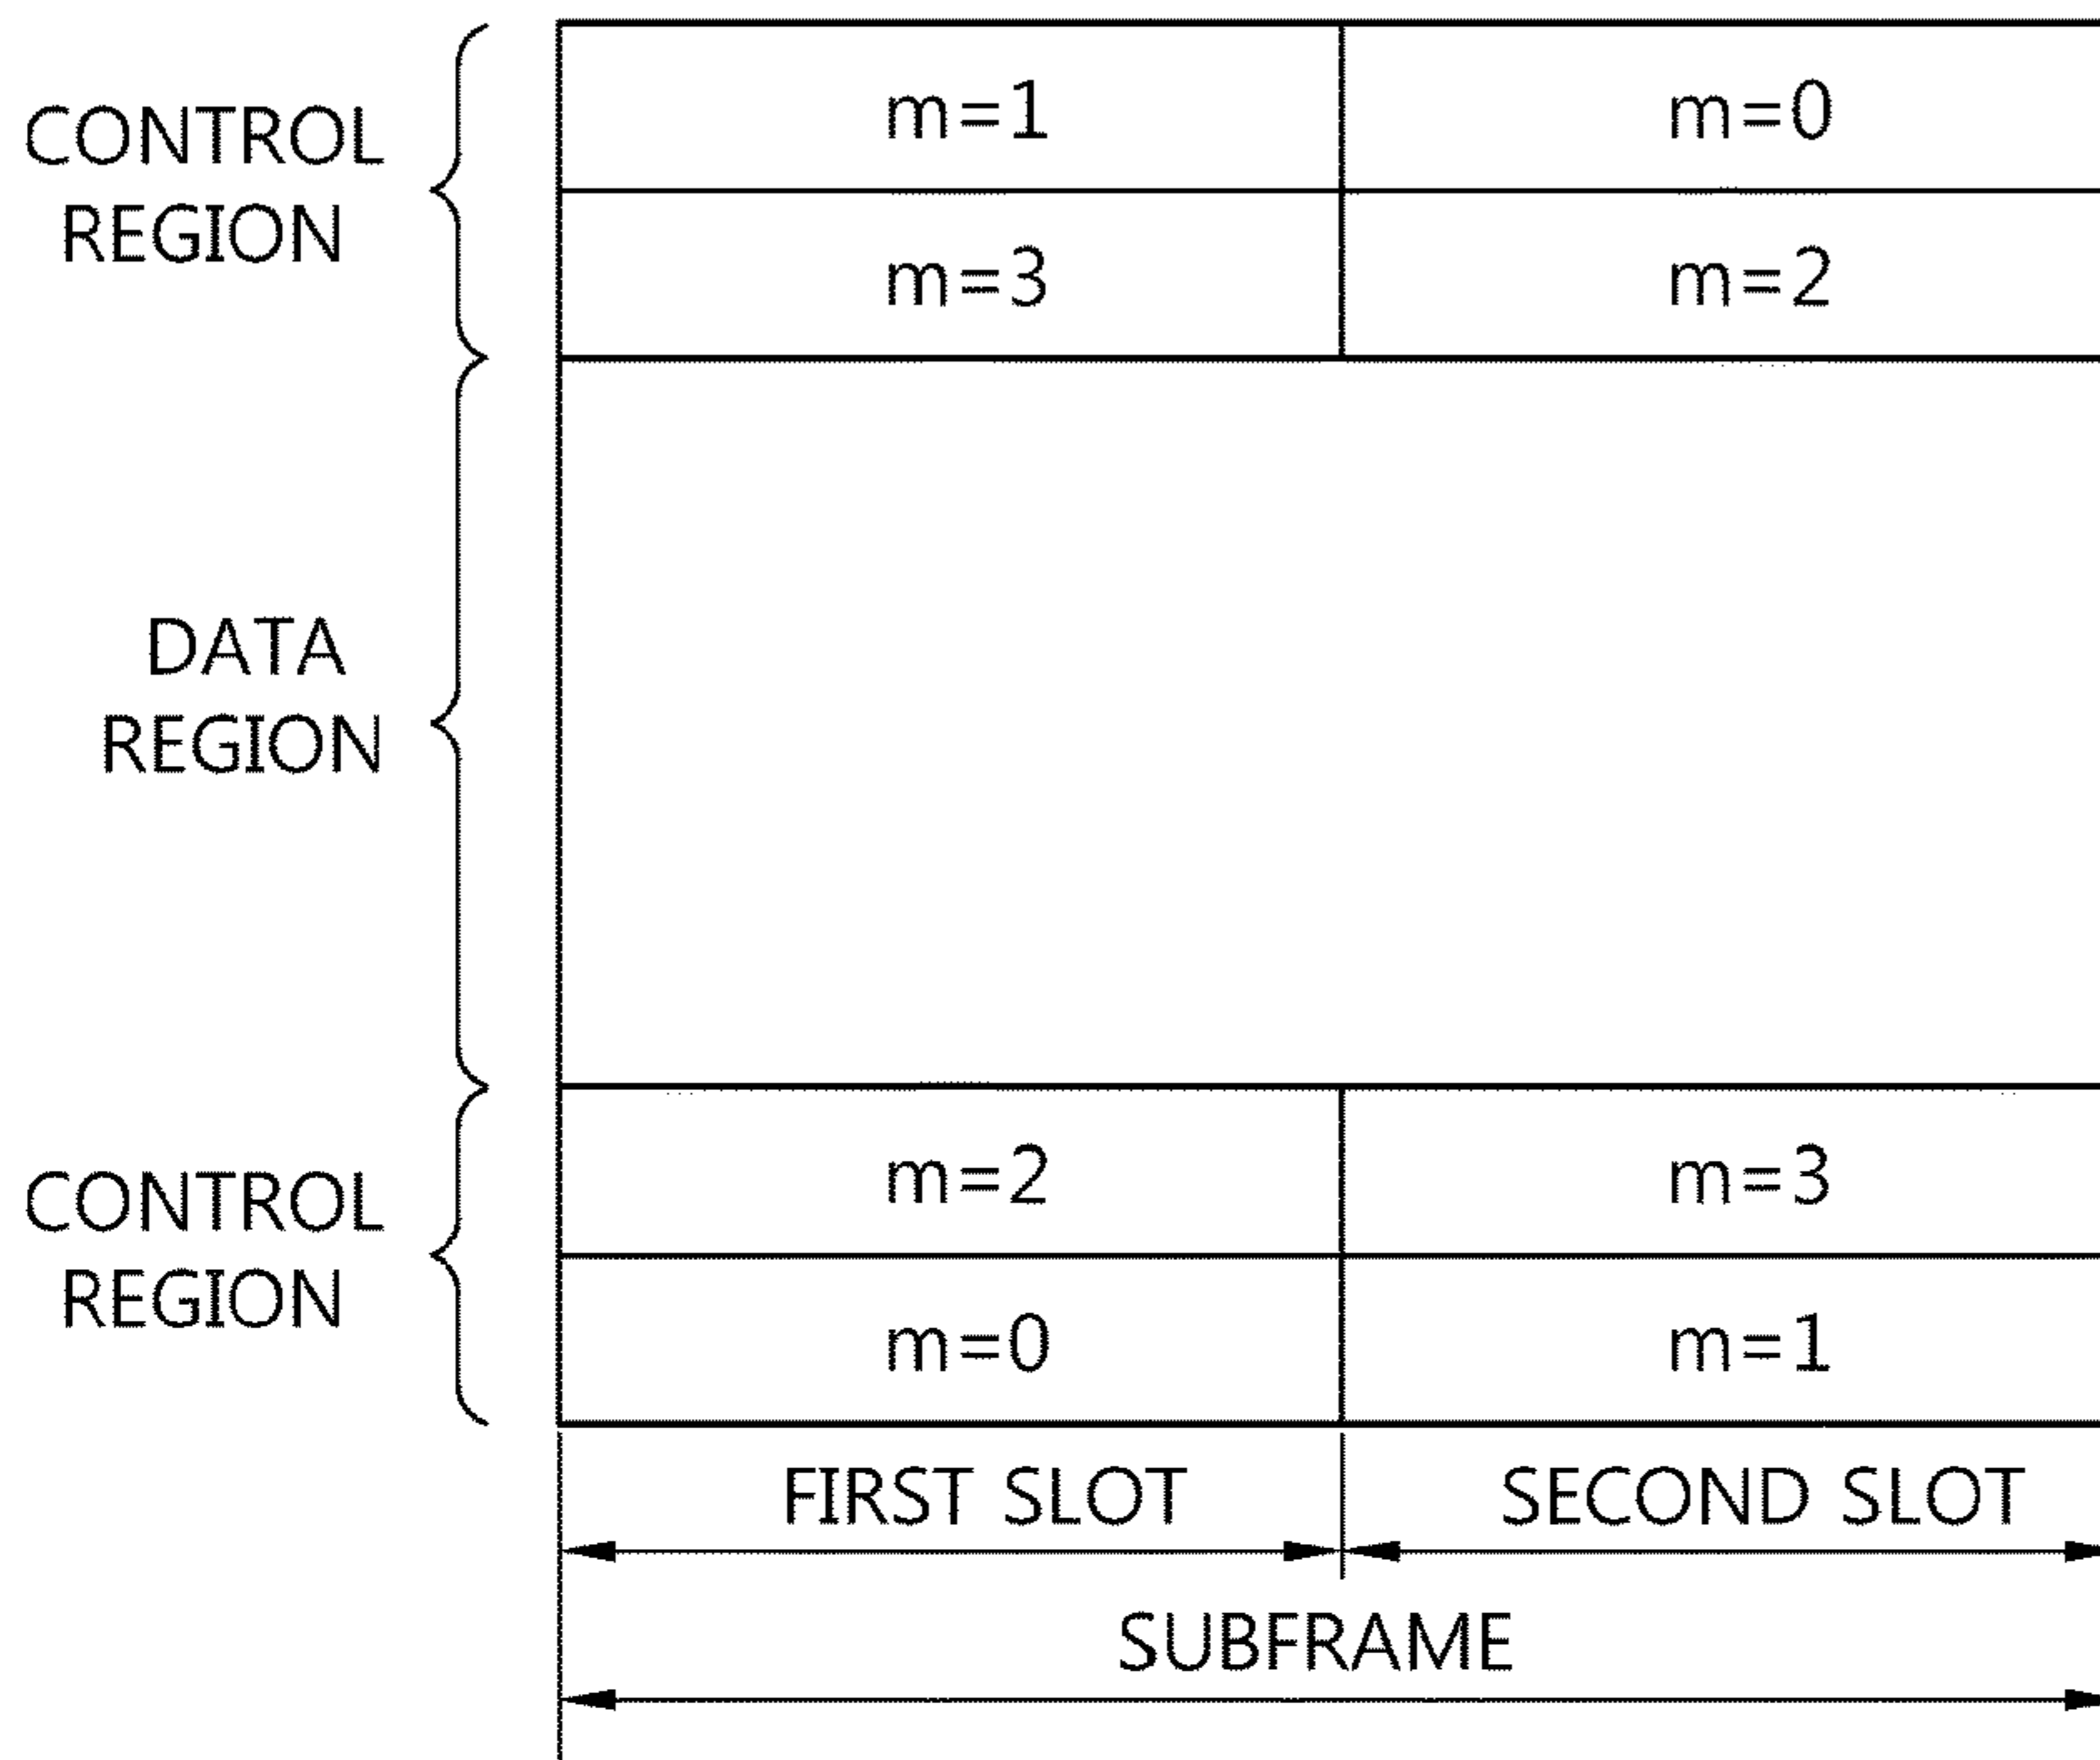 CONTROL
REGION
m=1
m=0
m=3
m=2
DATA
REGION
CONTROL
REGION
m=2
m=3
m=0
m=1
FIRST SLOT
SECOND SLOT
SUBFRAME